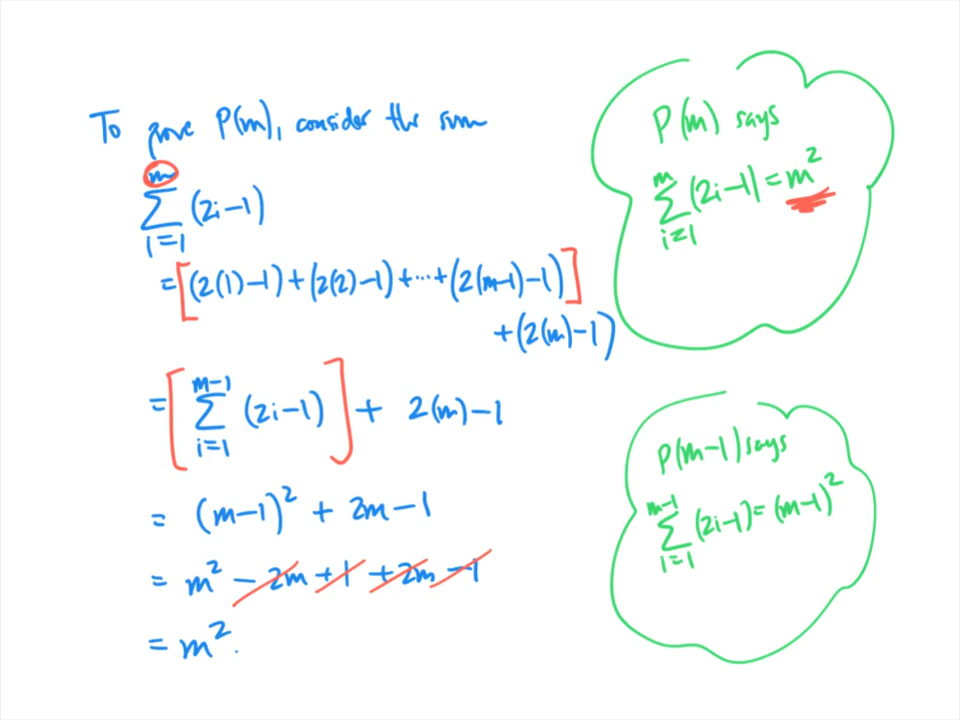 To prove P(m), consider the sum
∑_{i=1}^{m} (2i-1)
= [(2(1)-1)+(2(2)-1)+...+(2(m-1)-1)]
+(2(m)-1)
= [∑_{i=1}^{m-1} (2i-1)] + 2(m)-1
= (m-1)² + 2m-1
= m² - 2m + 1 + 2m - 1
= m².
P(m) says
∑_{i=1}^{m} (2i-1) = m²
P(m-1) says
∑_{i=1}^{m-1} (2i-1) = (m-1)²